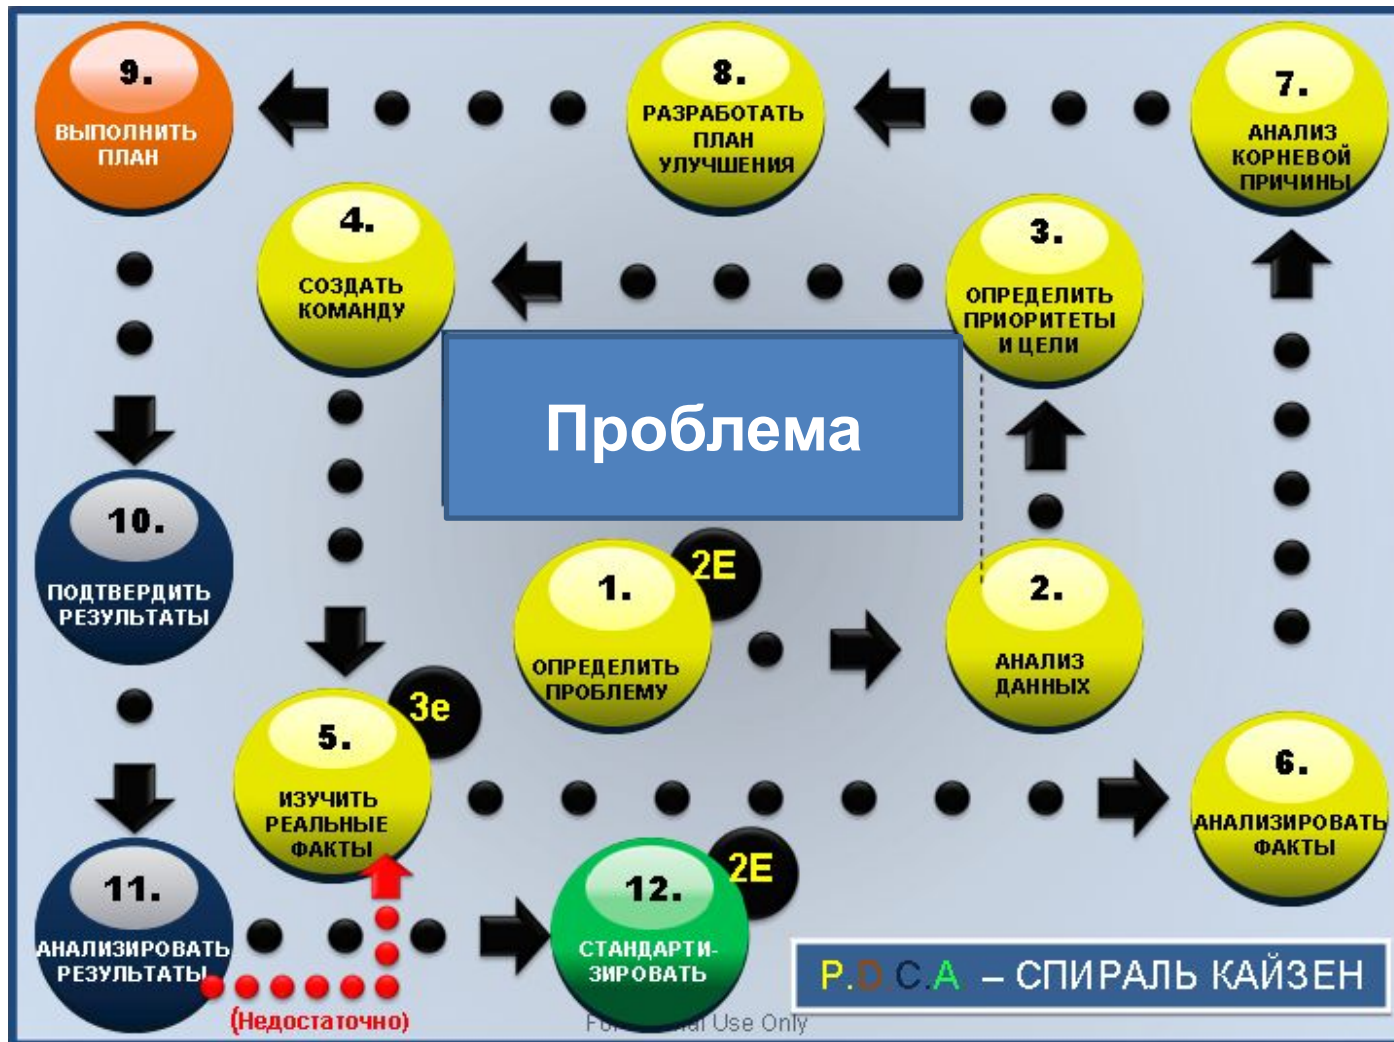 9.
ВЫПОЛНИТЬ
ПЛАН
8.
РАЗРАБОТАТЬ
ПЛАН
УЛУЧШЕНИЯ
7.
АНАЛИЗ
КОРНЕВОЙ
ПРИЧИНЫ
4.
СОЗДАТЬ
КОМАНДУ
3.
ОПРЕДЕЛИТЬ
ПРИОРИТЕТЫ
И ЦЕЛИ
Проблема
10.
ПОДТВЕРДИТЬ
РЕЗУЛЬТАТЫ
1.
ОПРЕДЕЛИТЬ
ПРОБЛЕМУ
2E
2.
АНАЛИЗ
ДАННЫХ
5.
ИЗУЧИТЬ
РЕАЛЬНЫЕ
ФАКТЫ
3e
6.
АНАЛИЗИРОВАТЬ
ФАКТЫ
11.
АНАЛИЗИРОВАТЬ
РЕЗУЛЬТАТЫ
(Недостаточно)
12.
СТАНДАРТИ-
ЗИРОВАТЬ
2E
P.D.C.A – СПИРАЛЬ КАЙЗЕН
Use Only